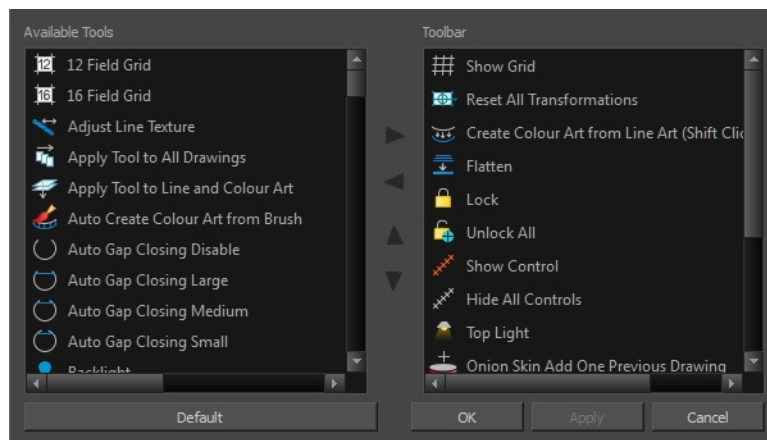 Available Tools
12 Field Grid
16 Field Grid
Adjust Line Texture
Apply Tool to All Drawings
Apply Tool to Line and Colour Art
Auto Create Colour Art from Brush
Auto Gap Closing Disable
Auto Gap Closing Large
Auto Gap Closing Medium
Auto Gap Closing Small
Backlight
Default
Toolbar
Show Grid
Reset All Transformations
Create Colour Art from Line Art (Shift Clic
Flatten
Lock
Unlock All
Show Control
Hide All Controls
Top Light
Onion Skin Add One Previous Drawing
OK
Apply
Cancel